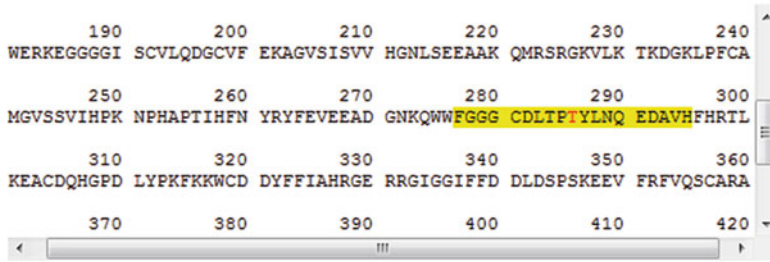 190 200 210 220 230 240
WERKEGGGGI SCVLQDGCVF EKAGVSISVV HGNLSEEAAK QMRSRGKVLK TKDGKLPFCA
250 260 270 280 290 300
MGVSSVIHPK NPHAPTIHFN YRYFEVEEAD GNKQWWFGGG CDLTPTYLNQ EDAVHFHRTL
310 320 330 340 350 360
KEACDQHGPD LYPKFKKWCD DYFFIAHRGE RRGIGGIFFD DLDSPSKEEV FRFVQSCARA
370 380 390 400 410 420